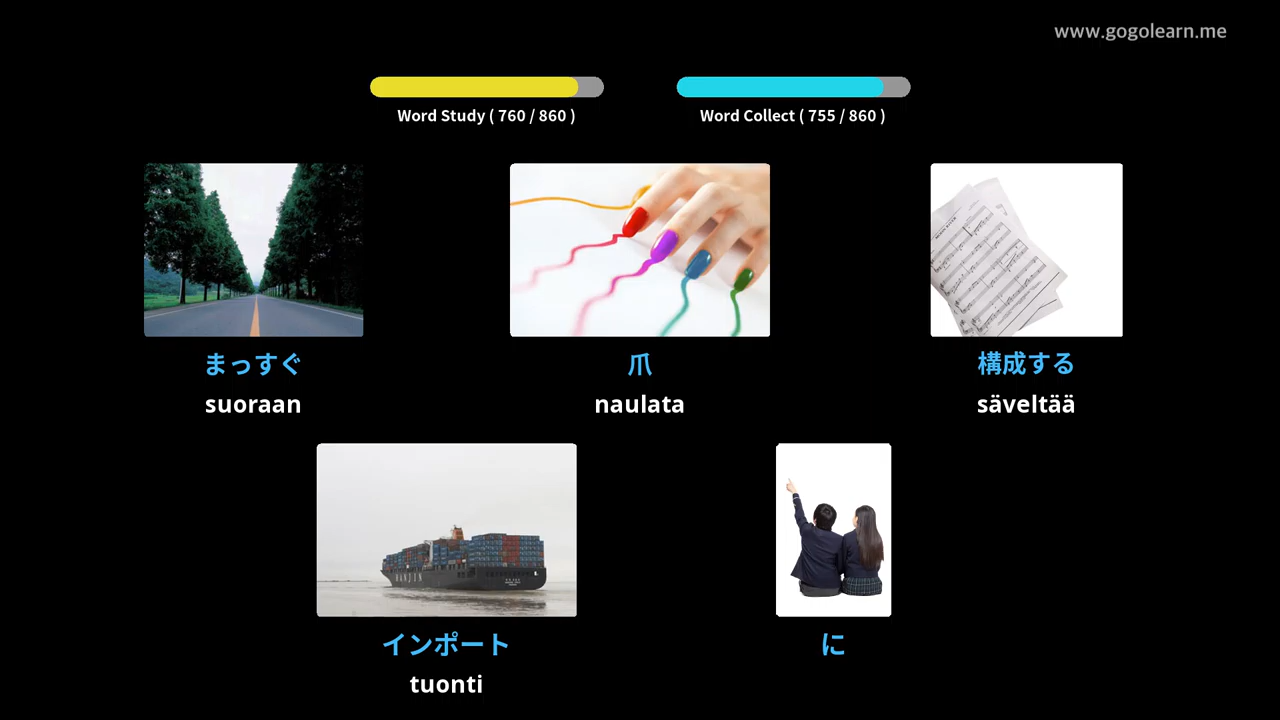 www.gogolearn.me
Word Study ( 760 / 860 )
Word Collect ( 755 / 860 )
まっすぐ
suoraan
爪
naulata
構成する
säveltää
HANJIN
インポート
tuonti
に